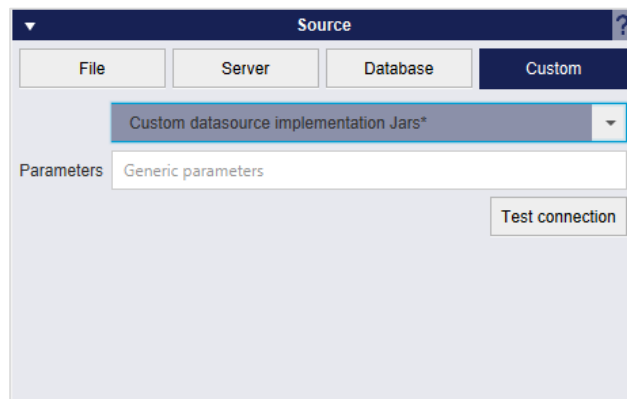 ▼ Source ?
File Server Database Custom
Custom datasource implementation Jars*
Parameters Generic parameters
Test connection